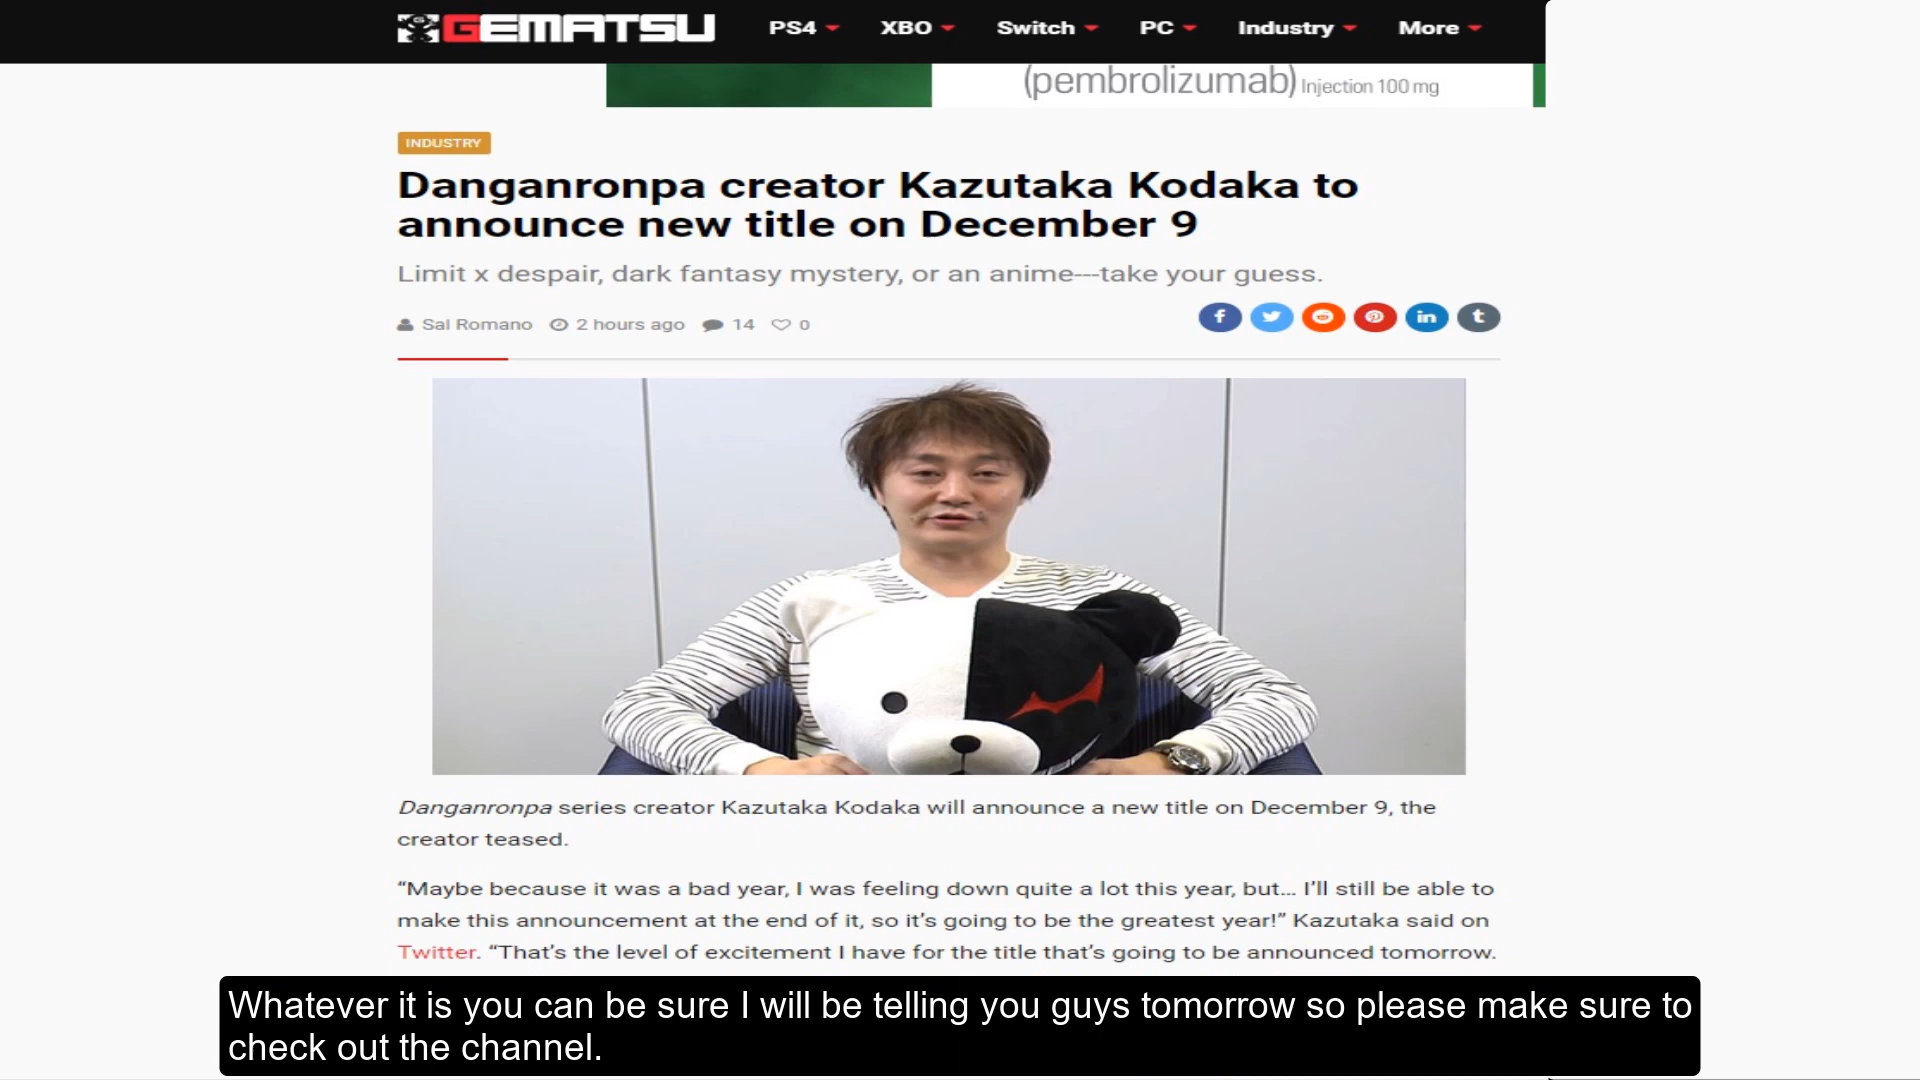 GEMATSU PS4 XBO Switch PC Industry More
(pembrolizumab) Injection 100 mg
INDUSTRY
Danganronpa creator Kazutaka Kodaka to
announce new title on December 9
Limit x despair, dark fantasy mystery, or an anime---take your guess.
Sal Romano 2 hours ago 14 0
Danganronpa series creator Kazutaka Kodaka will announce a new title on December 9, the
creator teased.
“Maybe because it was a bad year, I was feeling down quite a lot this year, but… I’ll still be able to
make this announcement at the end of it, so it’s going to be the greatest year!” Kazutaka said on
Twitter. “That’s the level of excitement I have for the title that’s going to be announced tomorrow.
Whatever it is you can be sure I will be telling you guys tomorrow so please make sure to
check out the channel.